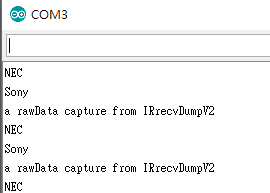 COM3
NEC
Sony
a rawData capture from IRrecvDumpV2
NEC
Sony
a rawData capture from IRrecvDumpV2
NEC